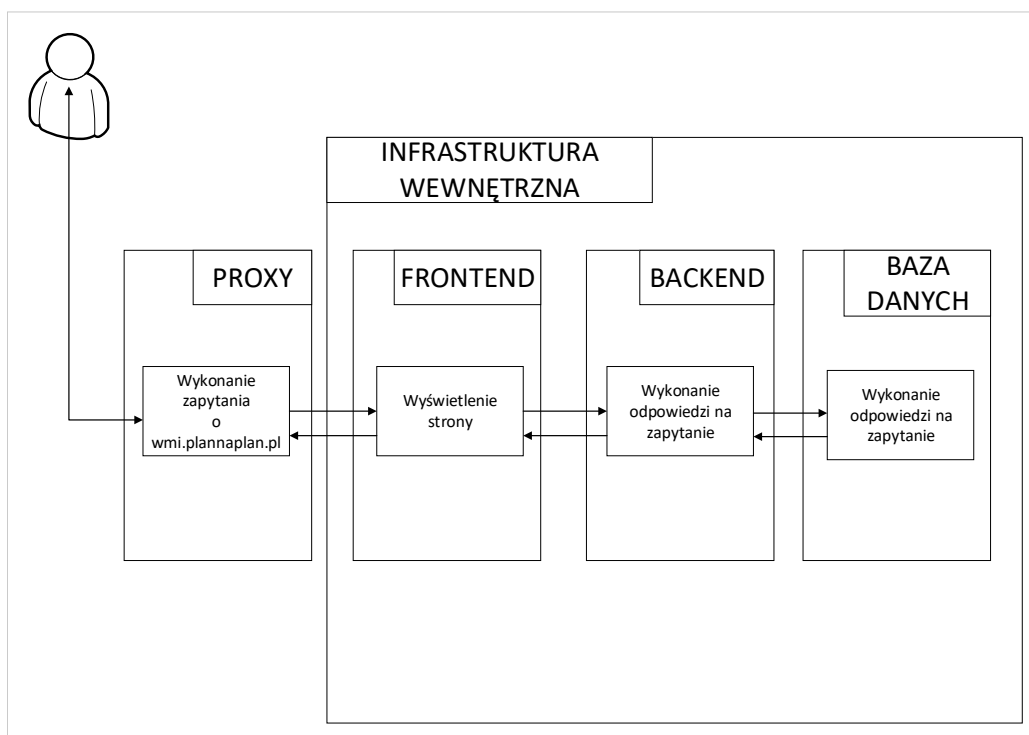 INFRASTRUKTURA
WEWNĘTRZNA
PROXY
FRONTEND
BACKEND
BAZA
DANYCH
Wykonanie
zapytania
o
wmi.plannaplan.pl
Wyświetlenie
strony
Wykonanie
odpowiedzi na
zapytanie
Wykonanie
odpowiedzi na
zapytanie